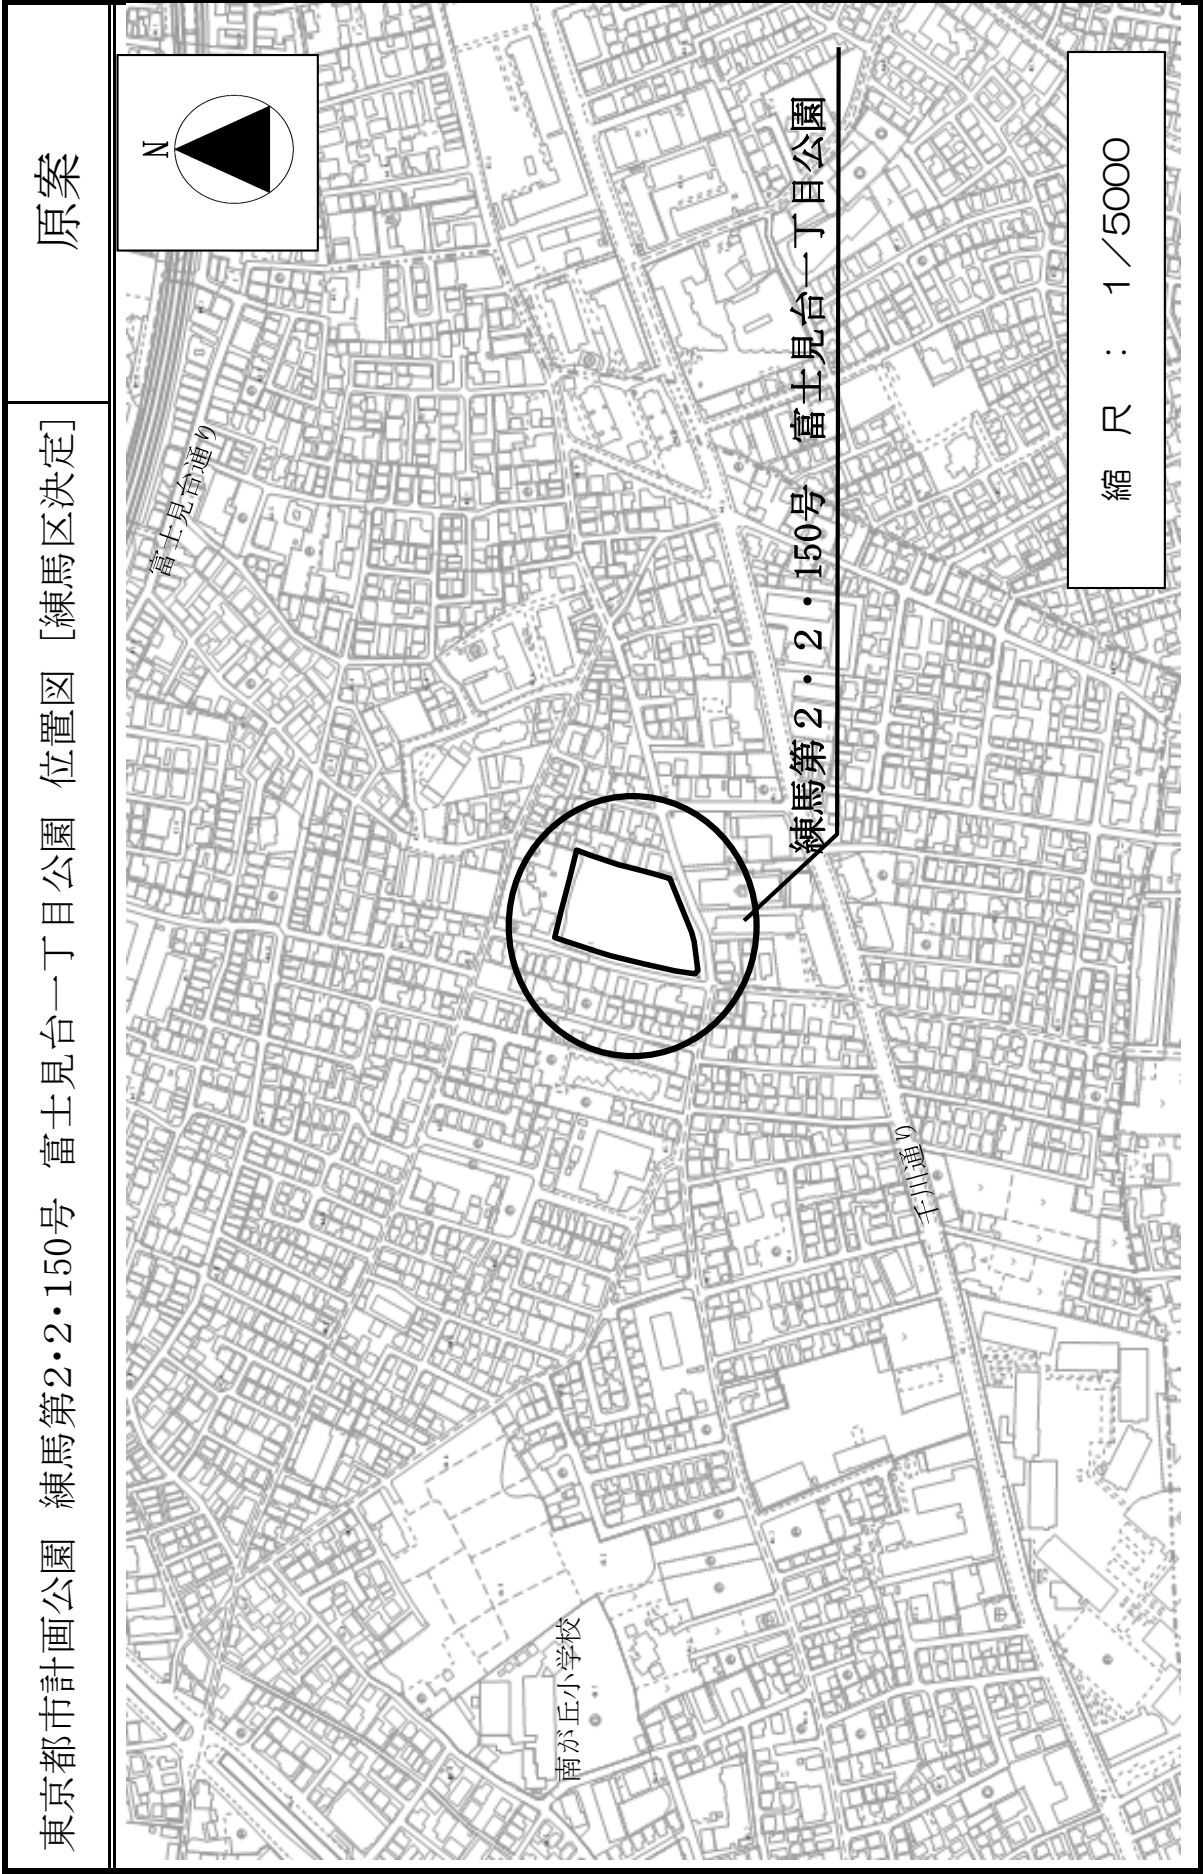 東京都市計画公園 練馬第2・2・150号 富士見台一丁目公園 位置図 [練馬区決定]
原案
N
富士見台通り
練馬第2・2・150号 富士見台一丁目公園
千川通り
南が丘小学校
縮 尺 : 1/5000